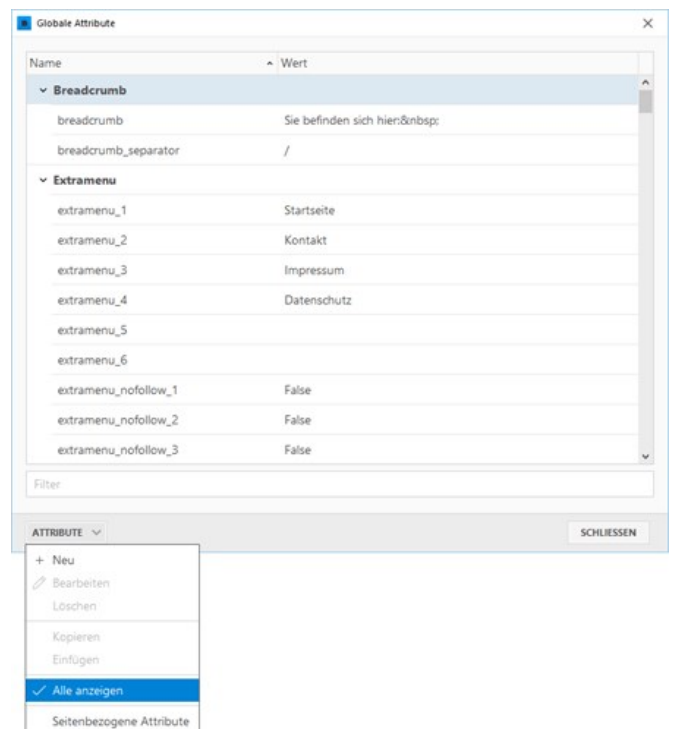 Globale Attribute
Name Wert
Breadcrumb
breadcrumb Sie befinden sich hier:&nbsp;
breadcrumb_separator /
Extramenu
extramenu_1 Startseite
extramenu_2 Kontakt
extramenu_3 Impressum
extramenu_4 Datenschutz
extramenu_5
extramenu_6
extramenu_nofollow_1 False
extramenu_nofollow_2 False
extramenu_nofollow_3 False
Filter
ATTRIBUTE SCHLIESSEN
+ Neu
Bearbeiten
Löschen
Kopieren
Einfügen
Alle anzeigen
Seitenbezogene Attribute